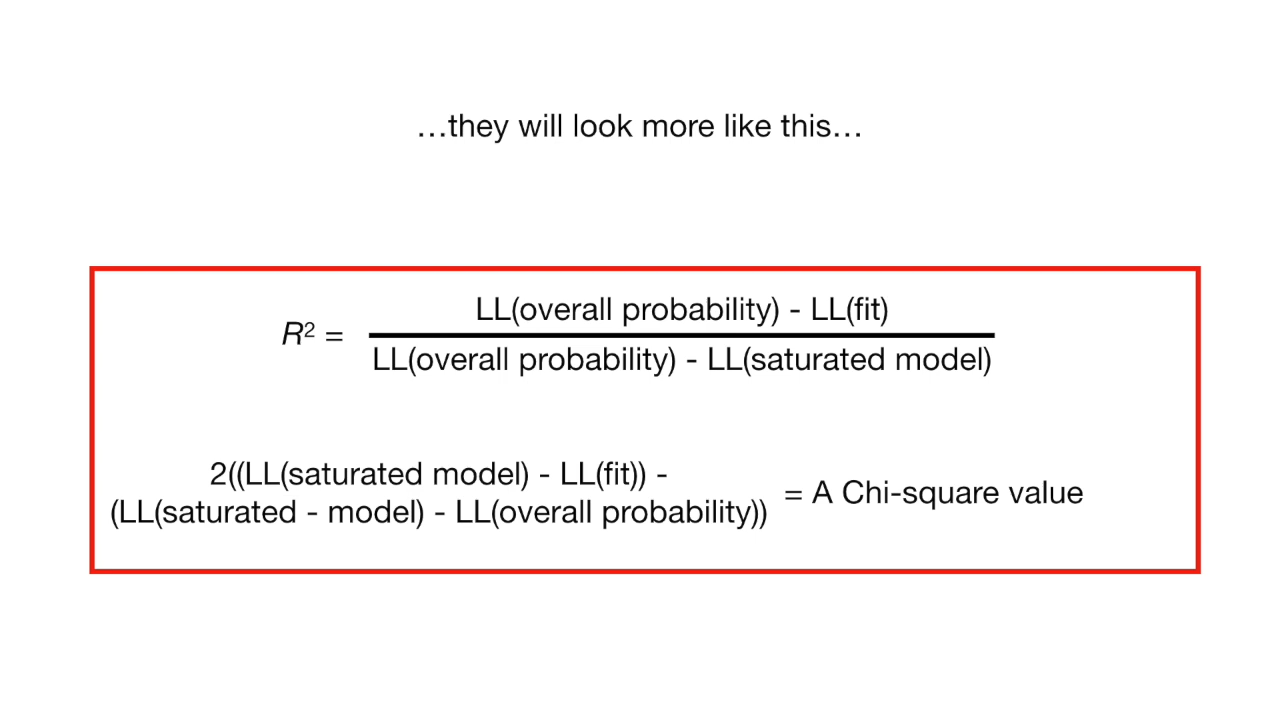 …they will look more like this…
R² =
LL(overall probability) - LL(fit)
LL(overall probability) - LL(saturated model)
2((LL(saturated model) - LL(fit)) -
(LL(saturated - model) - LL(overall probability))
= A Chi-square value